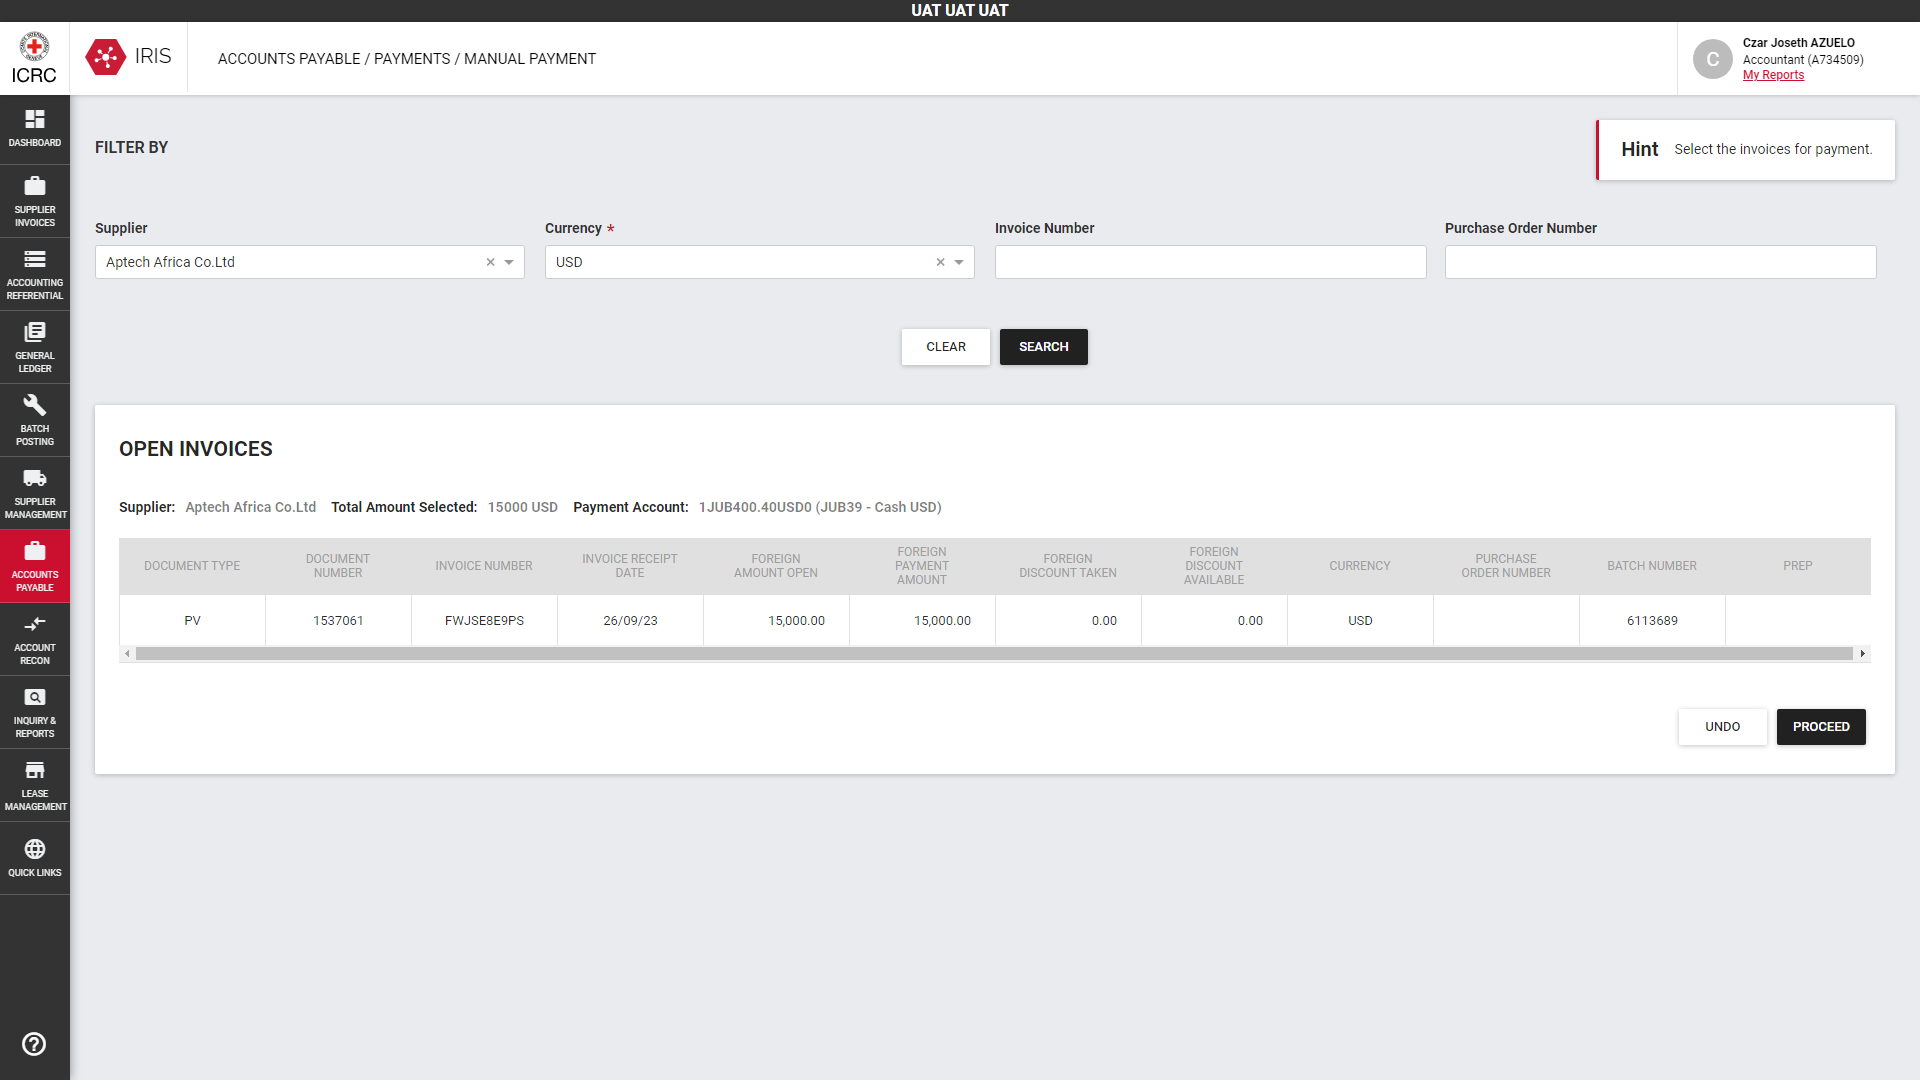 UAT UAT UAT
ICRC
IRIS
ACCOUNTS PAYABLE / PAYMENTS / MANUAL PAYMENT
C
Czar Joseth AZUELO
Accountant (A734509)
My Reports
DASHBOARD
SUPPLIER
INVOICES
ACCOUNTING
REFERENTIAL
GENERAL
LEDGER
BATCH
POSTING
SUPPLIER
MANAGEMENT
ACCOUNTS
PAYABLE
ACCOUNT
RECON
INQUIRY &
REPORTS
LEASE
MANAGEMENT
QUICK LINKS
FILTER BY
Hint Select the invoices for payment.
Supplier
Currency *
Invoice Number
Purchase Order Number
Aptech Africa Co.Ltd
USD
CLEAR
SEARCH
OPEN INVOICES
Supplier: Aptech Africa Co.Ltd Total Amount Selected: 15000 USD Payment Account: 1JUB400.40USD0 (JUB39 - Cash USD)
DOCUMENT TYPE
DOCUMENT
NUMBER
INVOICE NUMBER
INVOICE RECEIPT
DATE
FOREIGN
AMOUNT OPEN
FOREIGN
PAYMENT
AMOUNT
FOREIGN
DISCOUNT TAKEN
FOREIGN
DISCOUNT
AVAILABLE
CURRENCY
PURCHASE
ORDER NUMBER
BATCH NUMBER
PREP
PV 1537061 FWJSE8E9PS 26/09/23 15,000.00 15,000.00 0.00 0.00 USD 6113689
UNDO
PROCEED